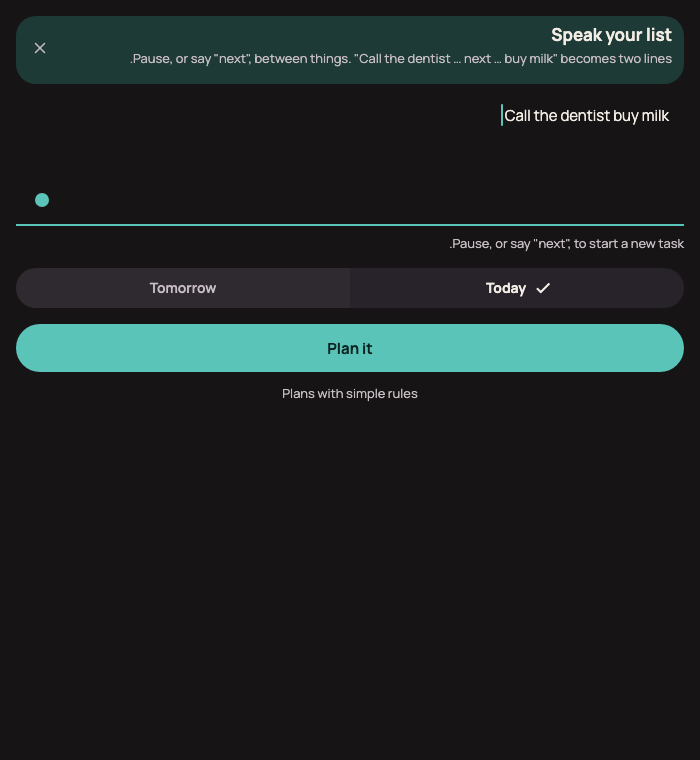 Speak your list
.Pause, or say "next", between things. "Call the dentist … next … buy milk" becomes two lines
Call the dentist buy milk
.Pause, or say "next", to start a new task
Today
Tomorrow
Plan it
Plans with simple rules